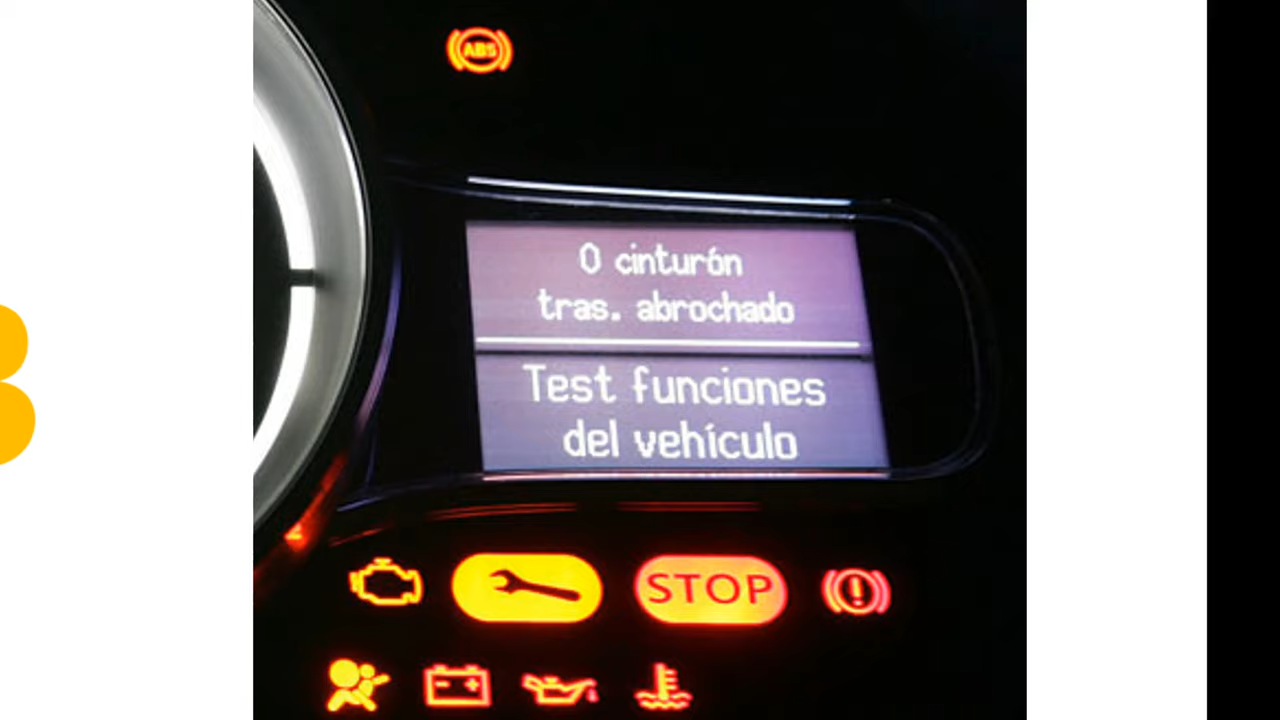 ABS
0 cinturón
tras. abrochado
Test funciones
del vehículo
STOP